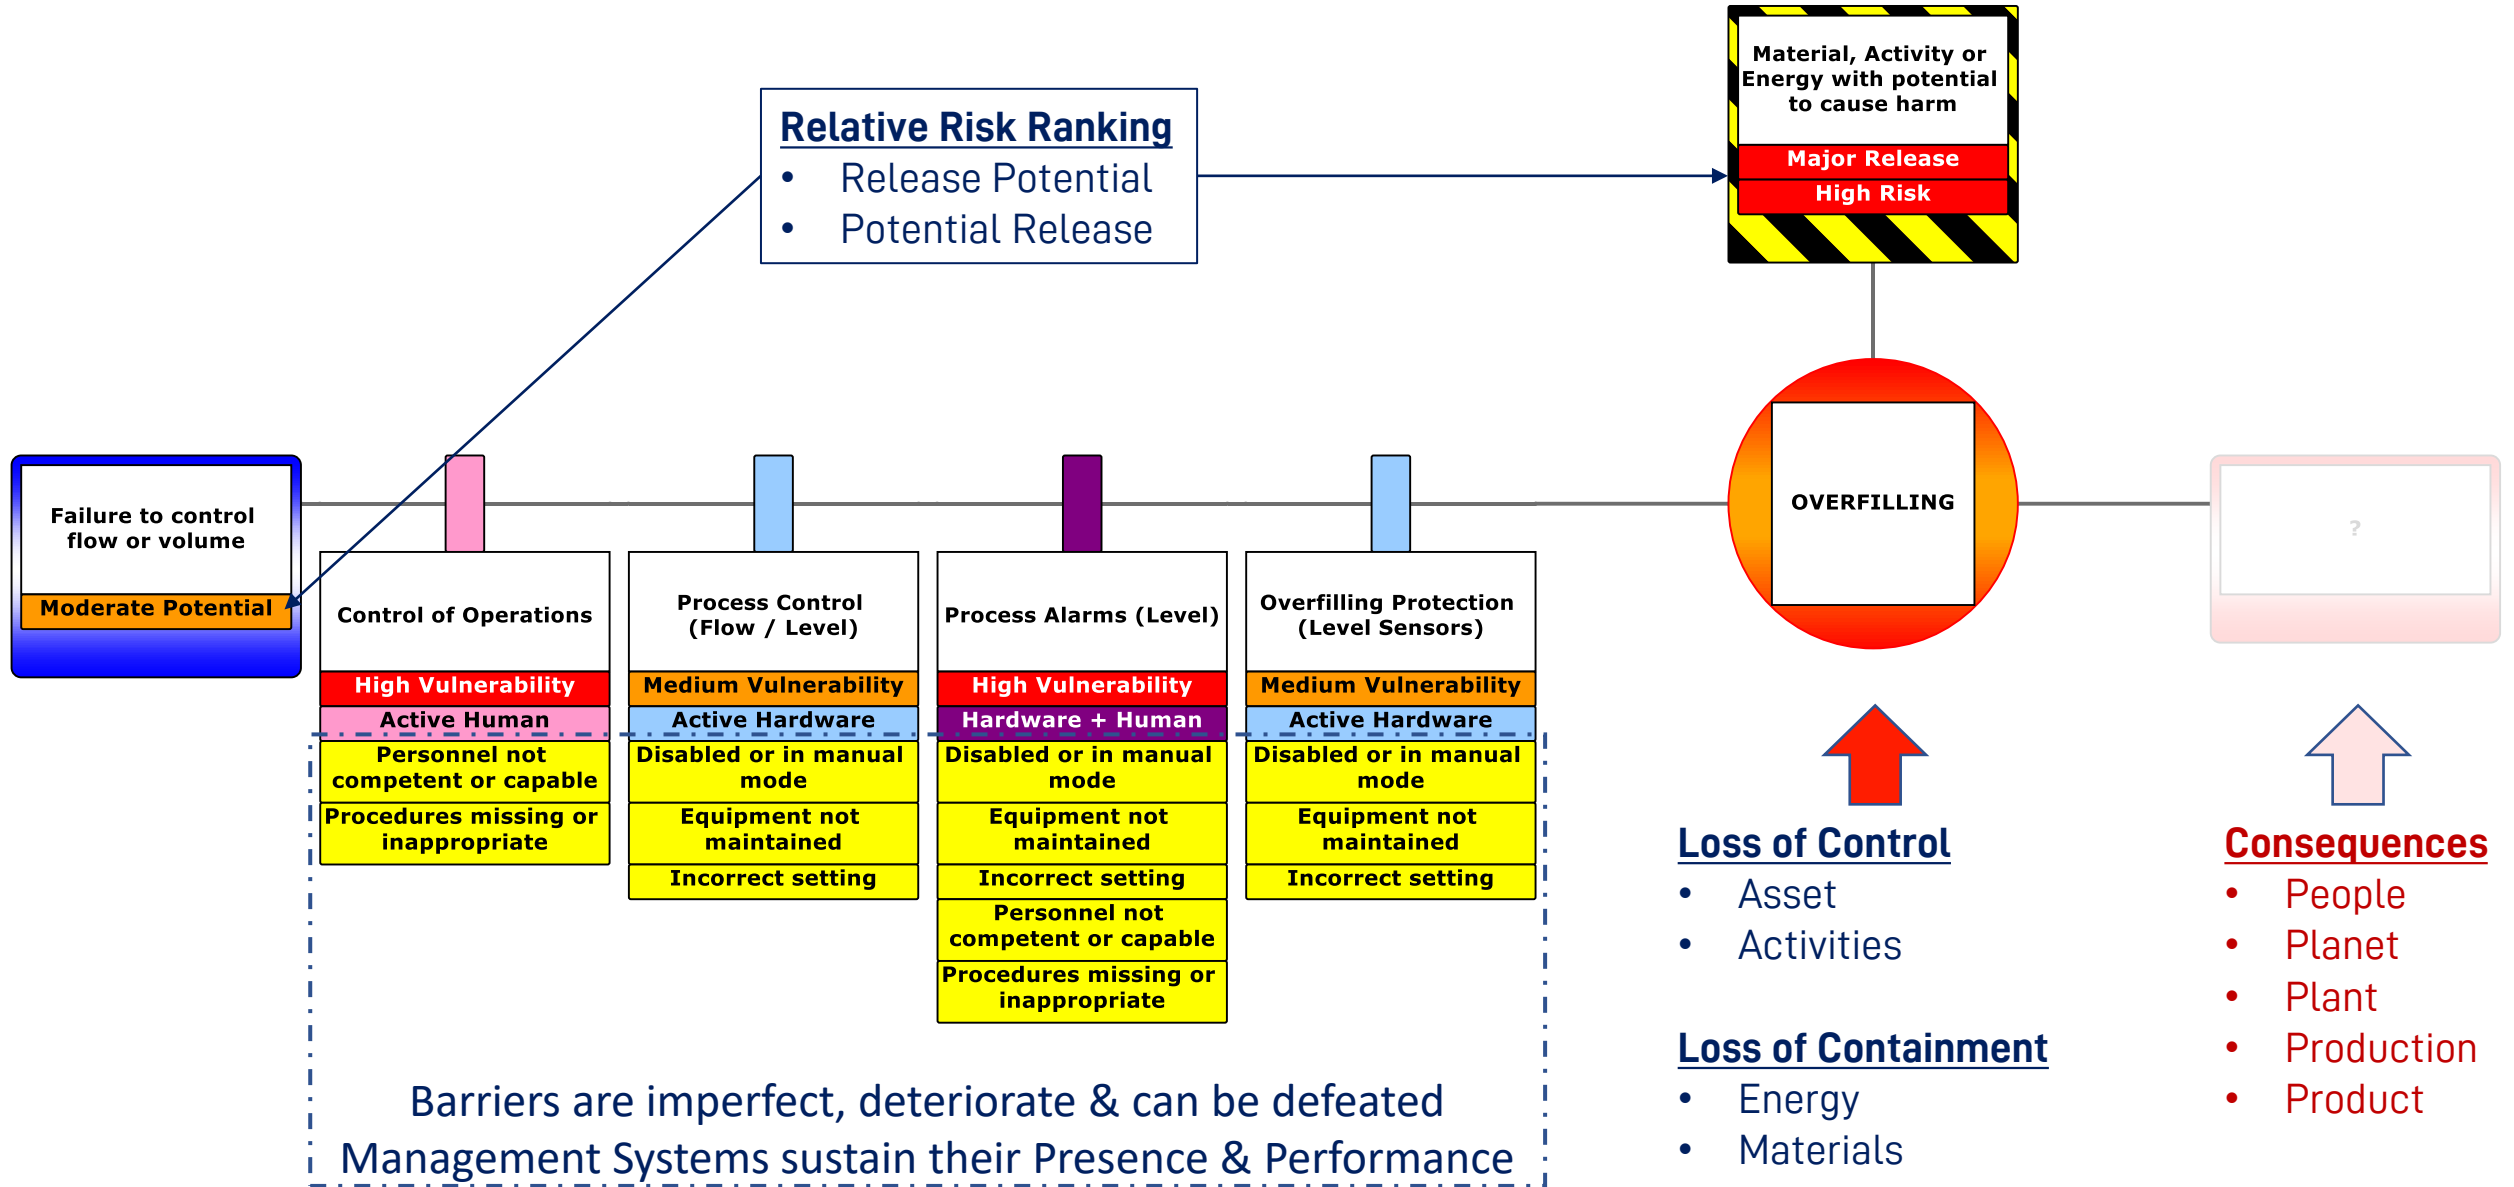 Material, Activity or
Energy with potential
to cause harm
Major Release
High Risk
Relative Risk Ranking
• Release Potential
• Potential Release
Failure to control
flow or volume
Moderate Potential
Control of Operations
High Vulnerability
Active Human
Personnel not
competent or capable
Procedures missing or
inappropriate
Process Control
(Flow / Level)
Medium Vulnerability
Active Hardware
Disabled or in manual
mode
Equipment not
maintained
Incorrect setting
Process Alarms (Level)
High Vulnerability
Hardware + Human
Disabled or in manual
mode
Equipment not
maintained
Incorrect setting
Personnel not
competent or capable
Procedures missing or
inappropriate
Overfilling Protection
(Level Sensors)
Medium Vulnerability
Active Hardware
Disabled or in manual
mode
Equipment not
maintained
Incorrect setting
OVERFILLING
?
Barriers are imperfect, deteriorate & can be defeated
Management Systems sustain their Presence & Performance
Loss of Control
• Asset
• Activities
Loss of Containment
• Energy
• Materials
Consequences
• People
• Planet
• Plant
• Production
• Product